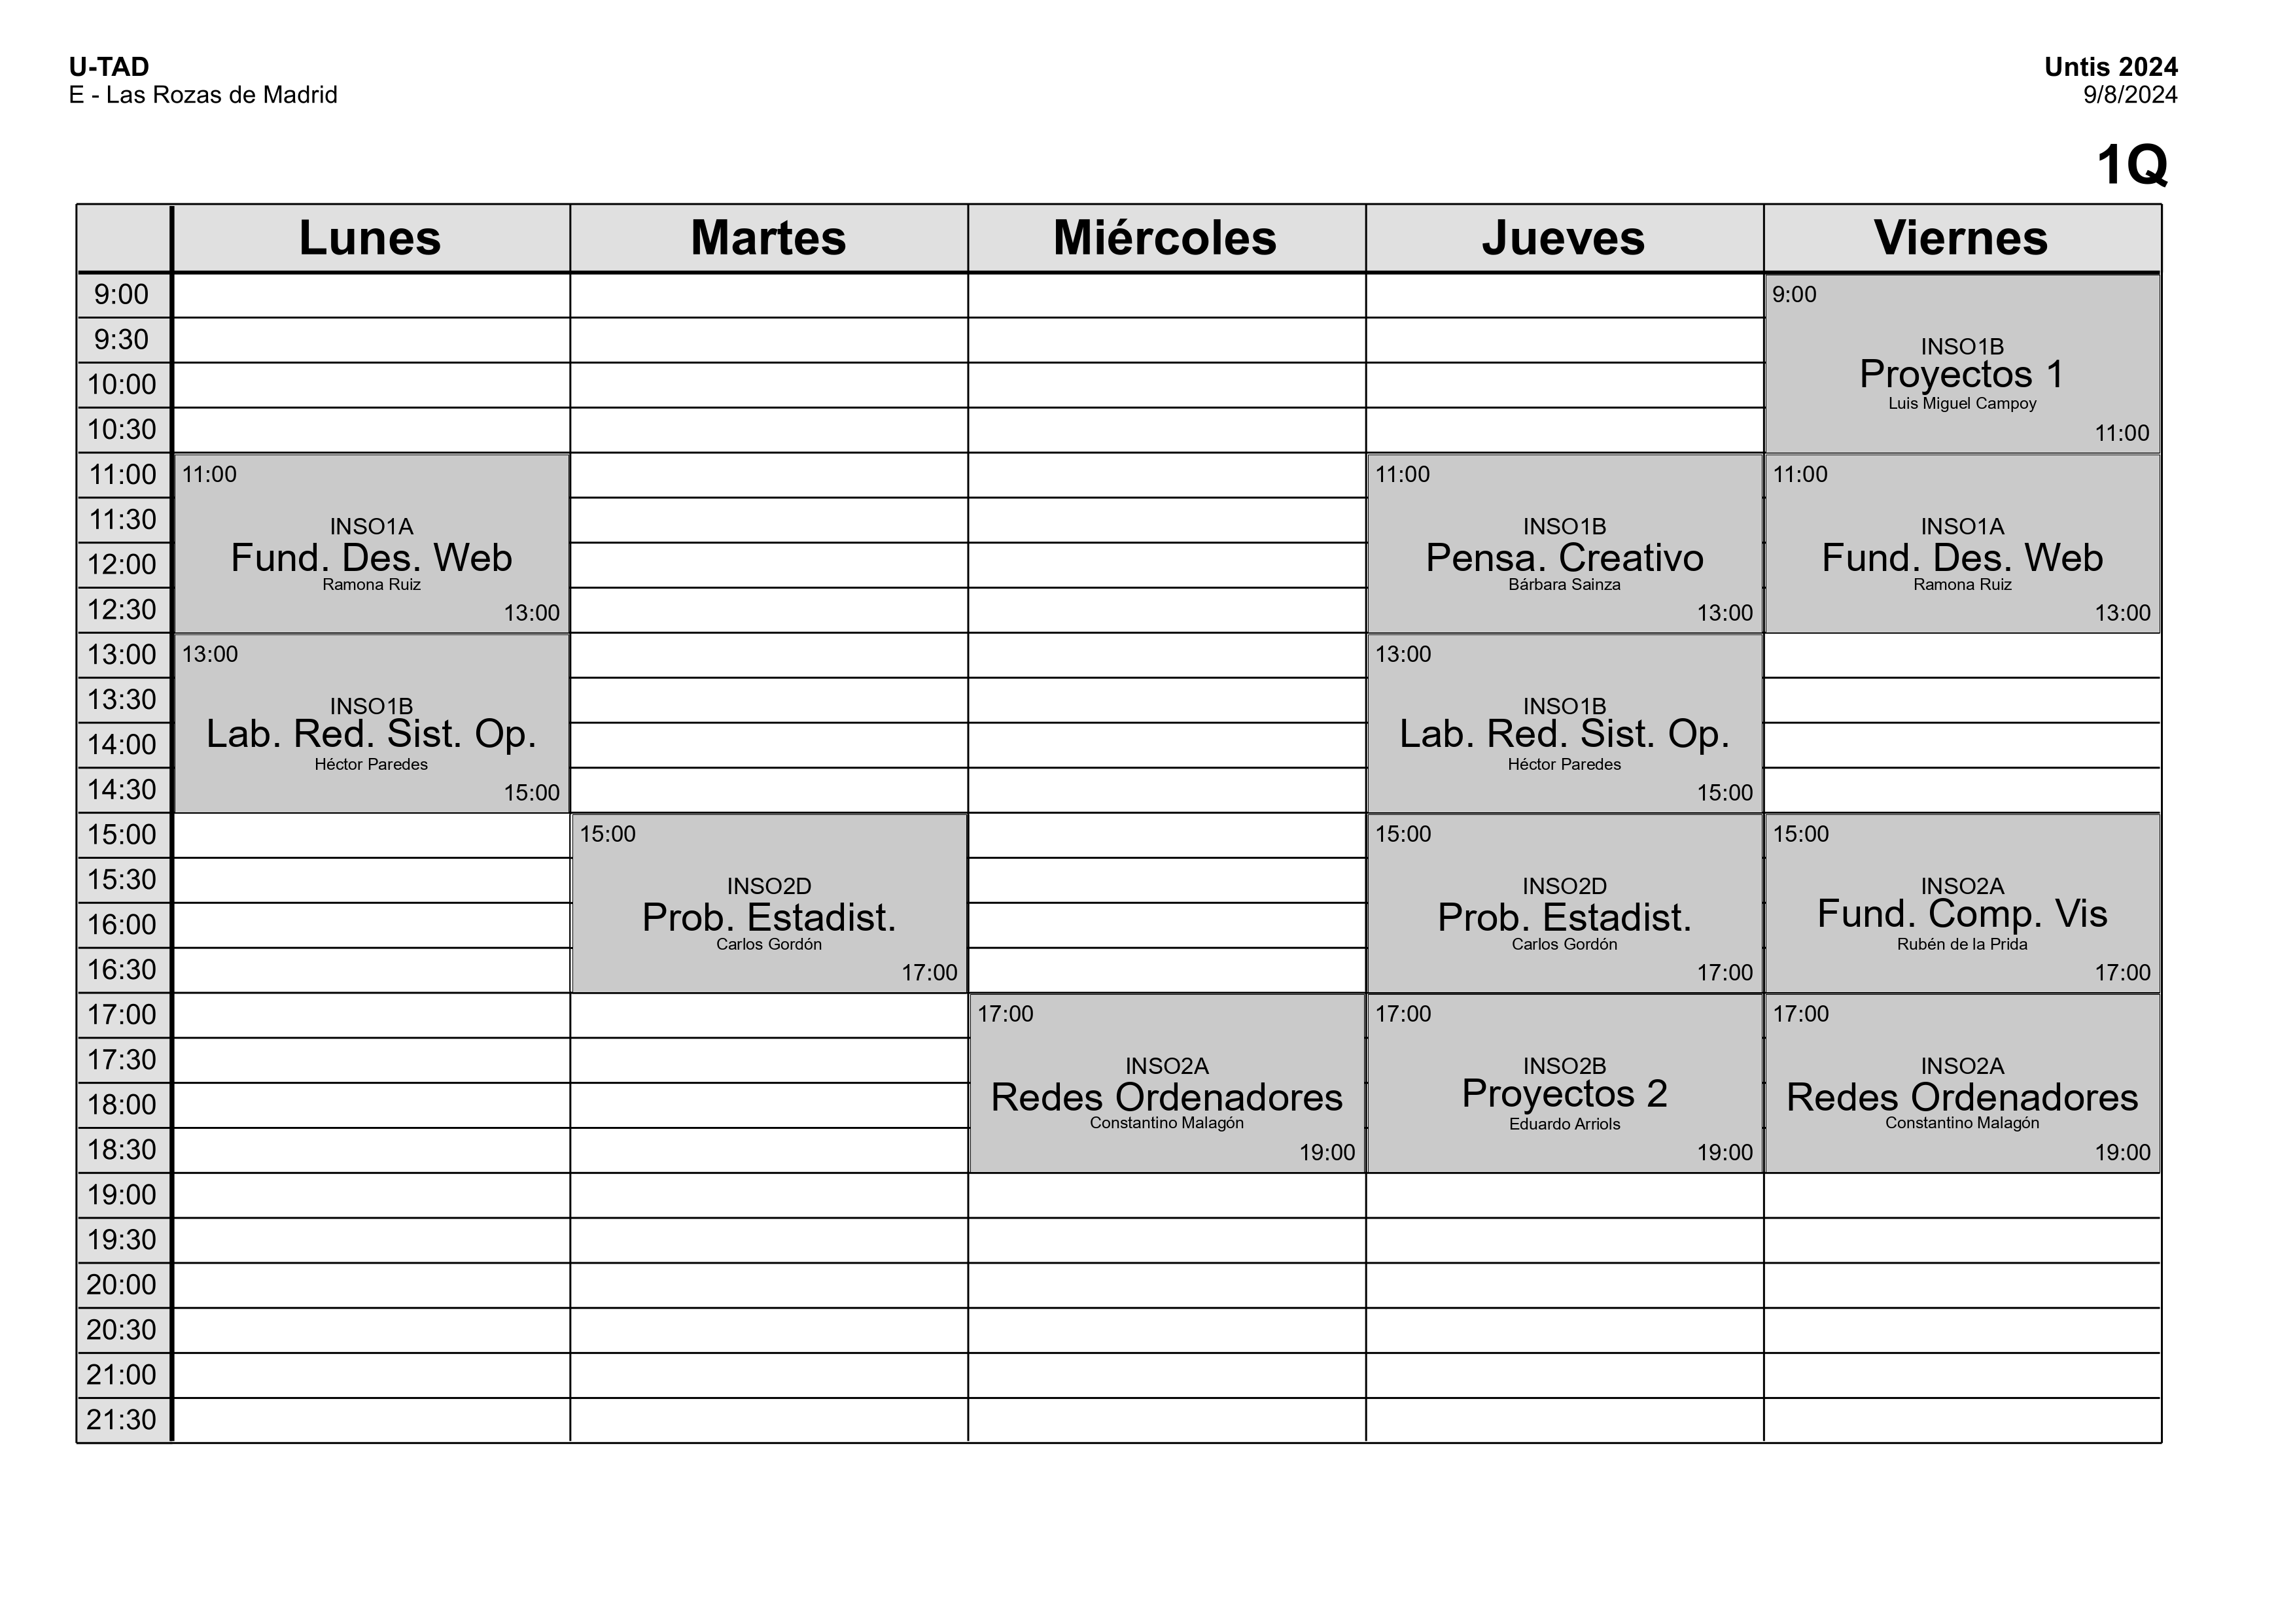 U-TAD
E - Las Rozas de Madrid
Untis 2024
9/8/2024
1Q
Lunes Martes Miércoles Jueves Viernes
9:00
9:30
10:00
10:30
11:00
11:30
12:00
12:30
13:00
13:30
14:00
14:30
15:00
15:30
16:00
16:30
17:00
17:30
18:00
18:30
19:00
19:30
20:00
20:30
21:00
21:30
11:00
INSO1A
Fund. Des. Web
Ramona Ruiz
13:00
13:00
INSO1B
Lab. Red. Sist. Op.
Héctor Paredes
15:00
15:00
INSO2D
Prob. Estadist.
Carlos Gordón
17:00
17:00
INSO2A
Redes Ordenadores
Constantino Malagón
19:00
11:00
INSO1B
Pensa. Creativo
Bárbara Sainza
13:00
13:00
INSO1B
Lab. Red. Sist. Op.
Héctor Paredes
15:00
15:00
INSO2D
Prob. Estadist.
Carlos Gordón
17:00
17:00
INSO2B
Proyectos 2
Eduardo Arriols
19:00
9:00
INSO1B
Proyectos 1
Luis Miguel Campoy
11:00
11:00
INSO1A
Fund. Des. Web
Ramona Ruiz
13:00
15:00
INSO2A
Fund. Comp. Vis
Rubén de la Prida
17:00
17:00
INSO2A
Redes Ordenadores
Constantino Malagón
19:00